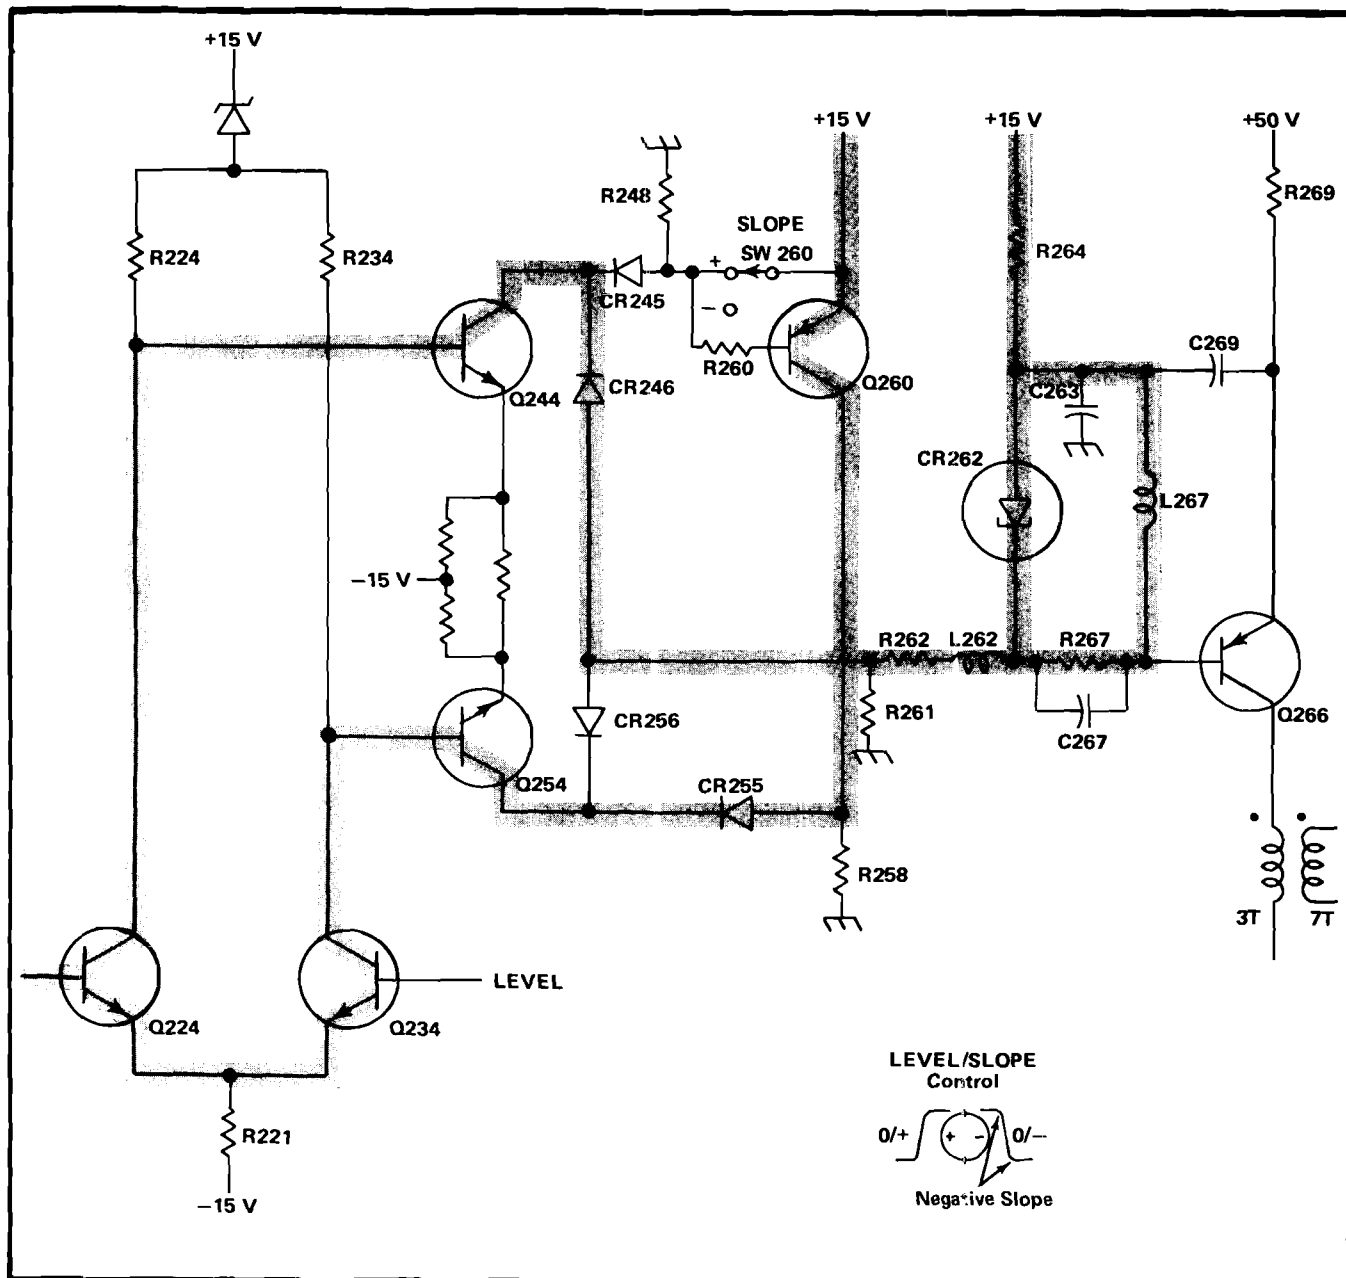 +15 V
+15 V
+15 V
+50 V
R248
SLOPE
SW 260
R269
R224
R234
R264
+
CR245
−
R260
C269
CR246
Q260
C263
Q244
CR262
L267
−15 V
R262
L262
R267
R261
CR256
Q266
C267
Q254
CR255
R258
3T
7T
LEVEL
Q224
Q234
LEVEL/SLOPE
Control
R221
0/+
+
−
0/−
−15 V
Negative Slope